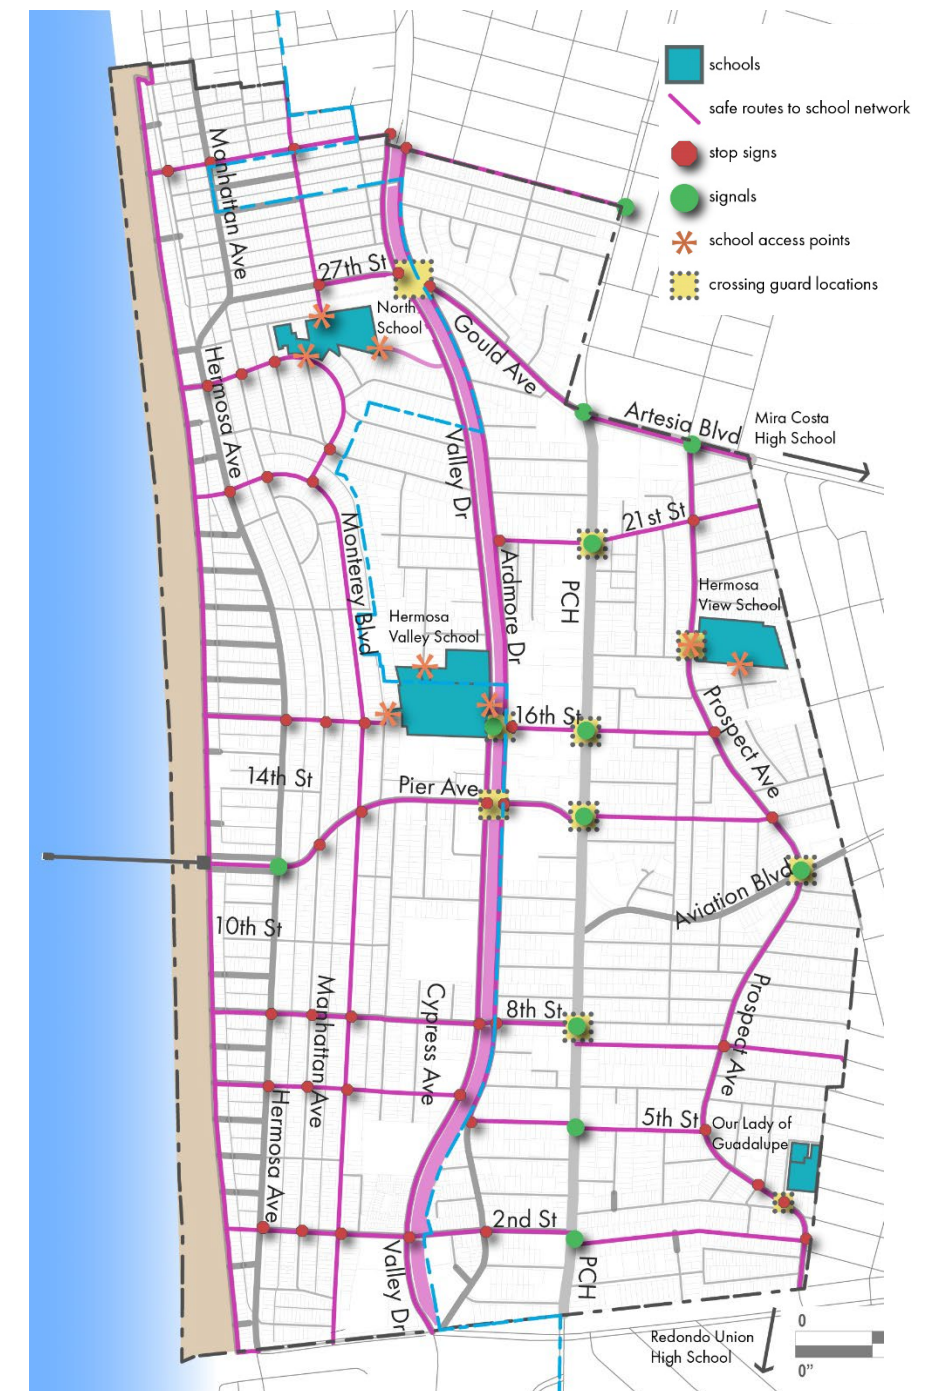 schools
safe routes to school network
stop signs
signals
school access points
crossing guard locations
Manhattan Ave
27th St
North
School
Gould Ave
Hermosa Ave
Artesia Blvd
Mira Costa
High School
Valley Dr
21st St
Monterey Blvd
Ardmore Dr
PCH
Hermosa
View School
Hermosa
Valley School
Prospect Ave
16th St
14th St
Pier Ave
Aviation Blvd
10th St
Manhattan Ave
Cypress Ave
8th St
Prospect Ave
Hermosa Ave
5th St
Our Lady of
Guadalupe
2nd St
Valley Dr
PCH
Redondo Union
High School
0
0"